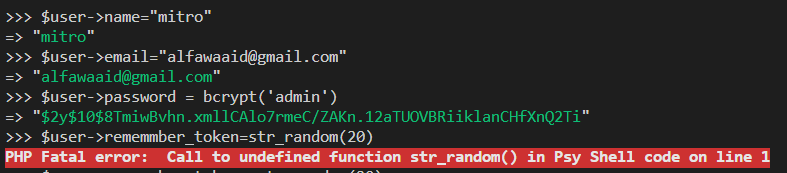 >>> $user->name="mitro"
=> "mitro"
>>> $user->email="alfawaaid@gmail.com"
=> "alfawaaid@gmail.com"
>>> $user->password = bcrypt('admin')
=> "$2y$10$8TmiwBvhn.xmllCAlo7rmeC/ZAKn.12aTUOVBRiiklanCHfXnQ2Ti"
>>> $user->rememmber_token=str_random(20)
PHP Fatal error:  Call to undefined function str_random() in Psy Shell code on line 1